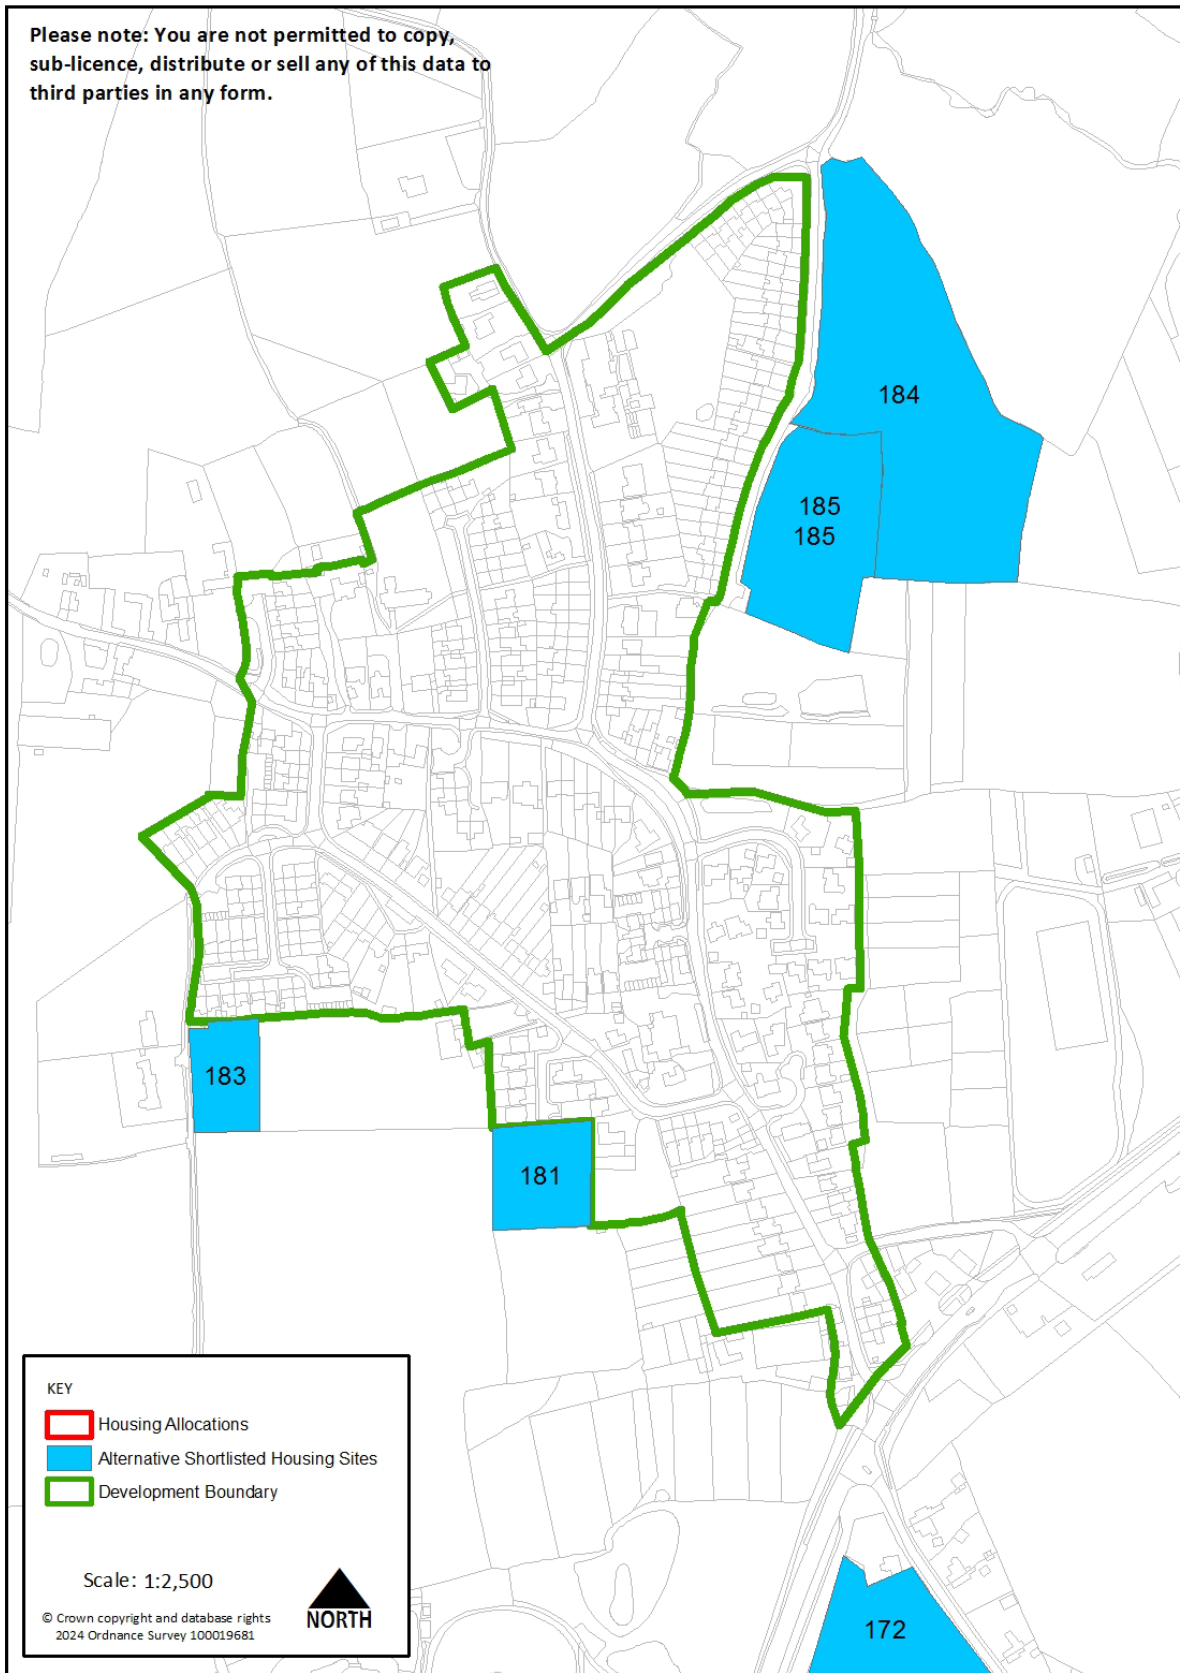 Please note: You are not permitted to copy,
sub-licence, distribute or sell any of this data to
third parties in any form.
184
185
185
183
181
172
KEY
Housing Allocations
Alternative Shortlisted Housing Sites
Development Boundary
Scale: 1:2,500
NORTH
© Crown copyright and database rights
2024 Ordnance Survey 100019681